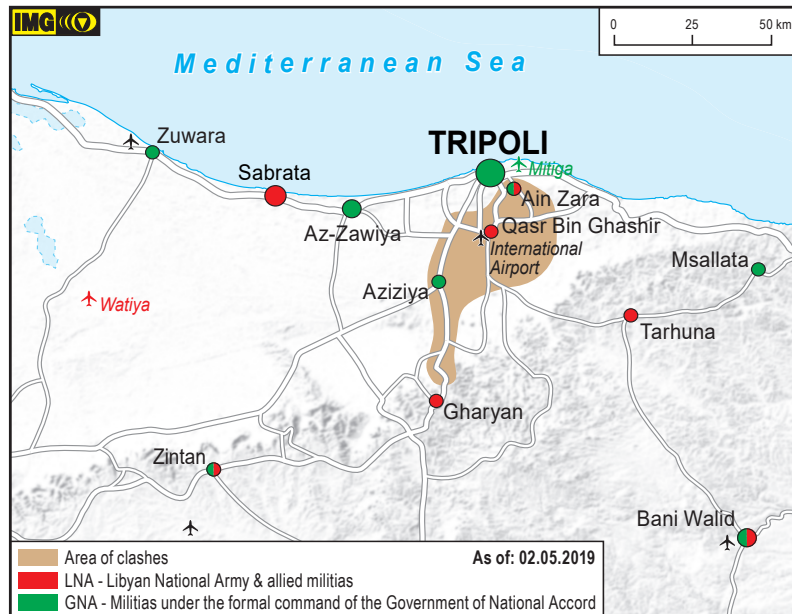 IMG
0 25 50 km
Mediterranean Sea
Zuwara
TRIPOLI
Mitiga
Sabrata
Ain Zara
Az-Zawiya
Qasr Bin Ghashir
International
Airport
Msallata
Aziziya
Watiya
Tarhuna
Gharyan
Zintan
Bani Walid
Area of clashes
As of: 02.05.2019
LNA - Libyan National Army & allied militias
GNA - Militias under the formal command of the Government of National Accord